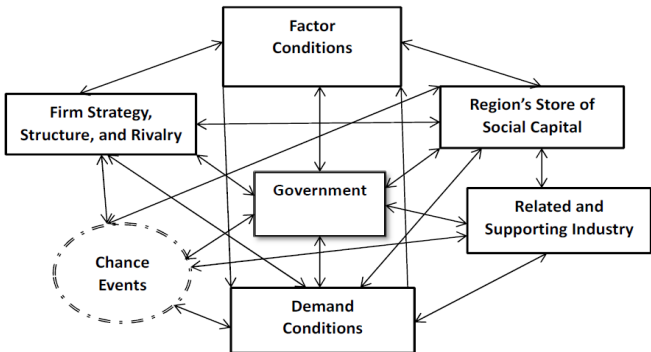 Factor
Conditions
Firm Strategy,
Structure, and Rivalry
Region's Store of
Social Capital
Government
Related and
Supporting Industry
Chance
Events
Demand
Conditions